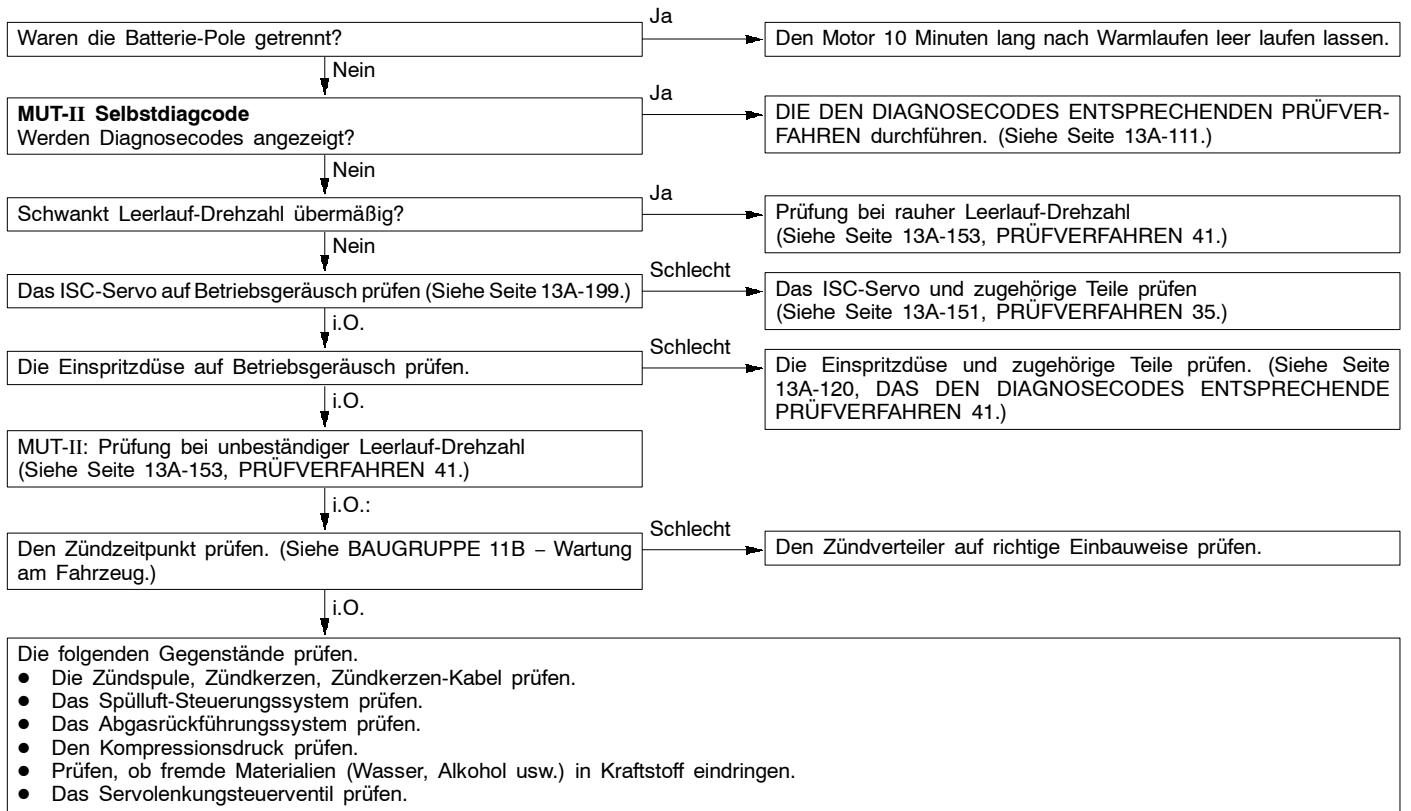 Waren die Batterie-Pole getrennt?
Ja
Den Motor 10 Minuten lang nach Warmlaufen leer laufen lassen.
Nein
MUT-II Selbstdiagcode
Werden Diagnosecodes angezeigt?
Ja
DIE DEN DIAGNOSECODES ENTSPRECHENDEN PRÜFVER-
FAHREN durchführen. (Siehe Seite 13A-111.)
Nein
Schwankt Leerlauf-Drehzahl übermäßig?
Ja
Prüfung bei rauher Leerlauf-Drehzahl
(Siehe Seite 13A-153, PRÜFVERFAHREN 41.)
Nein
Das ISC-Servo auf Betriebsgeräusch prüfen (Siehe Seite 13A-199.)
Schlecht
Das ISC-Servo und zugehörige Teile prüfen
(Siehe Seite 13A-151, PRÜFVERFAHREN 35.)
i.O.
Die Einspritzdüse auf Betriebsgeräusch prüfen.
Schlecht
Die Einspritzdüse und zugehörige Teile prüfen. (Siehe Seite
13A-120, DAS DEN DIAGNOSECODES ENTSPRECHENDE
PRÜFVERFAHREN 41.)
i.O.
MUT-II: Prüfung bei unbeständiger Leerlauf-Drehzahl
(Siehe Seite 13A-153, PRÜFVERFAHREN 41.)
i.O.:
Den Zündzeitpunkt prüfen. (Siehe BAUGRUPPE 11B – Wartung
am Fahrzeug.)
Schlecht
Den Zündverteiler auf richtige Einbauweise prüfen.
i.O.
Die folgenden Gegenstände prüfen.
● Die Zündspule, Zündkerzen, Zündkerzen-Kabel prüfen.
● Das Spülluft-Steuerungssystem prüfen.
● Das Abgasrückführungssystem prüfen.
● Den Kompressionsdruck prüfen.
● Prüfen, ob fremde Materialien (Wasser, Alkohol usw.) in Kraftstoff eindringen.
● Das Servolenkungsteuerventil prüfen.